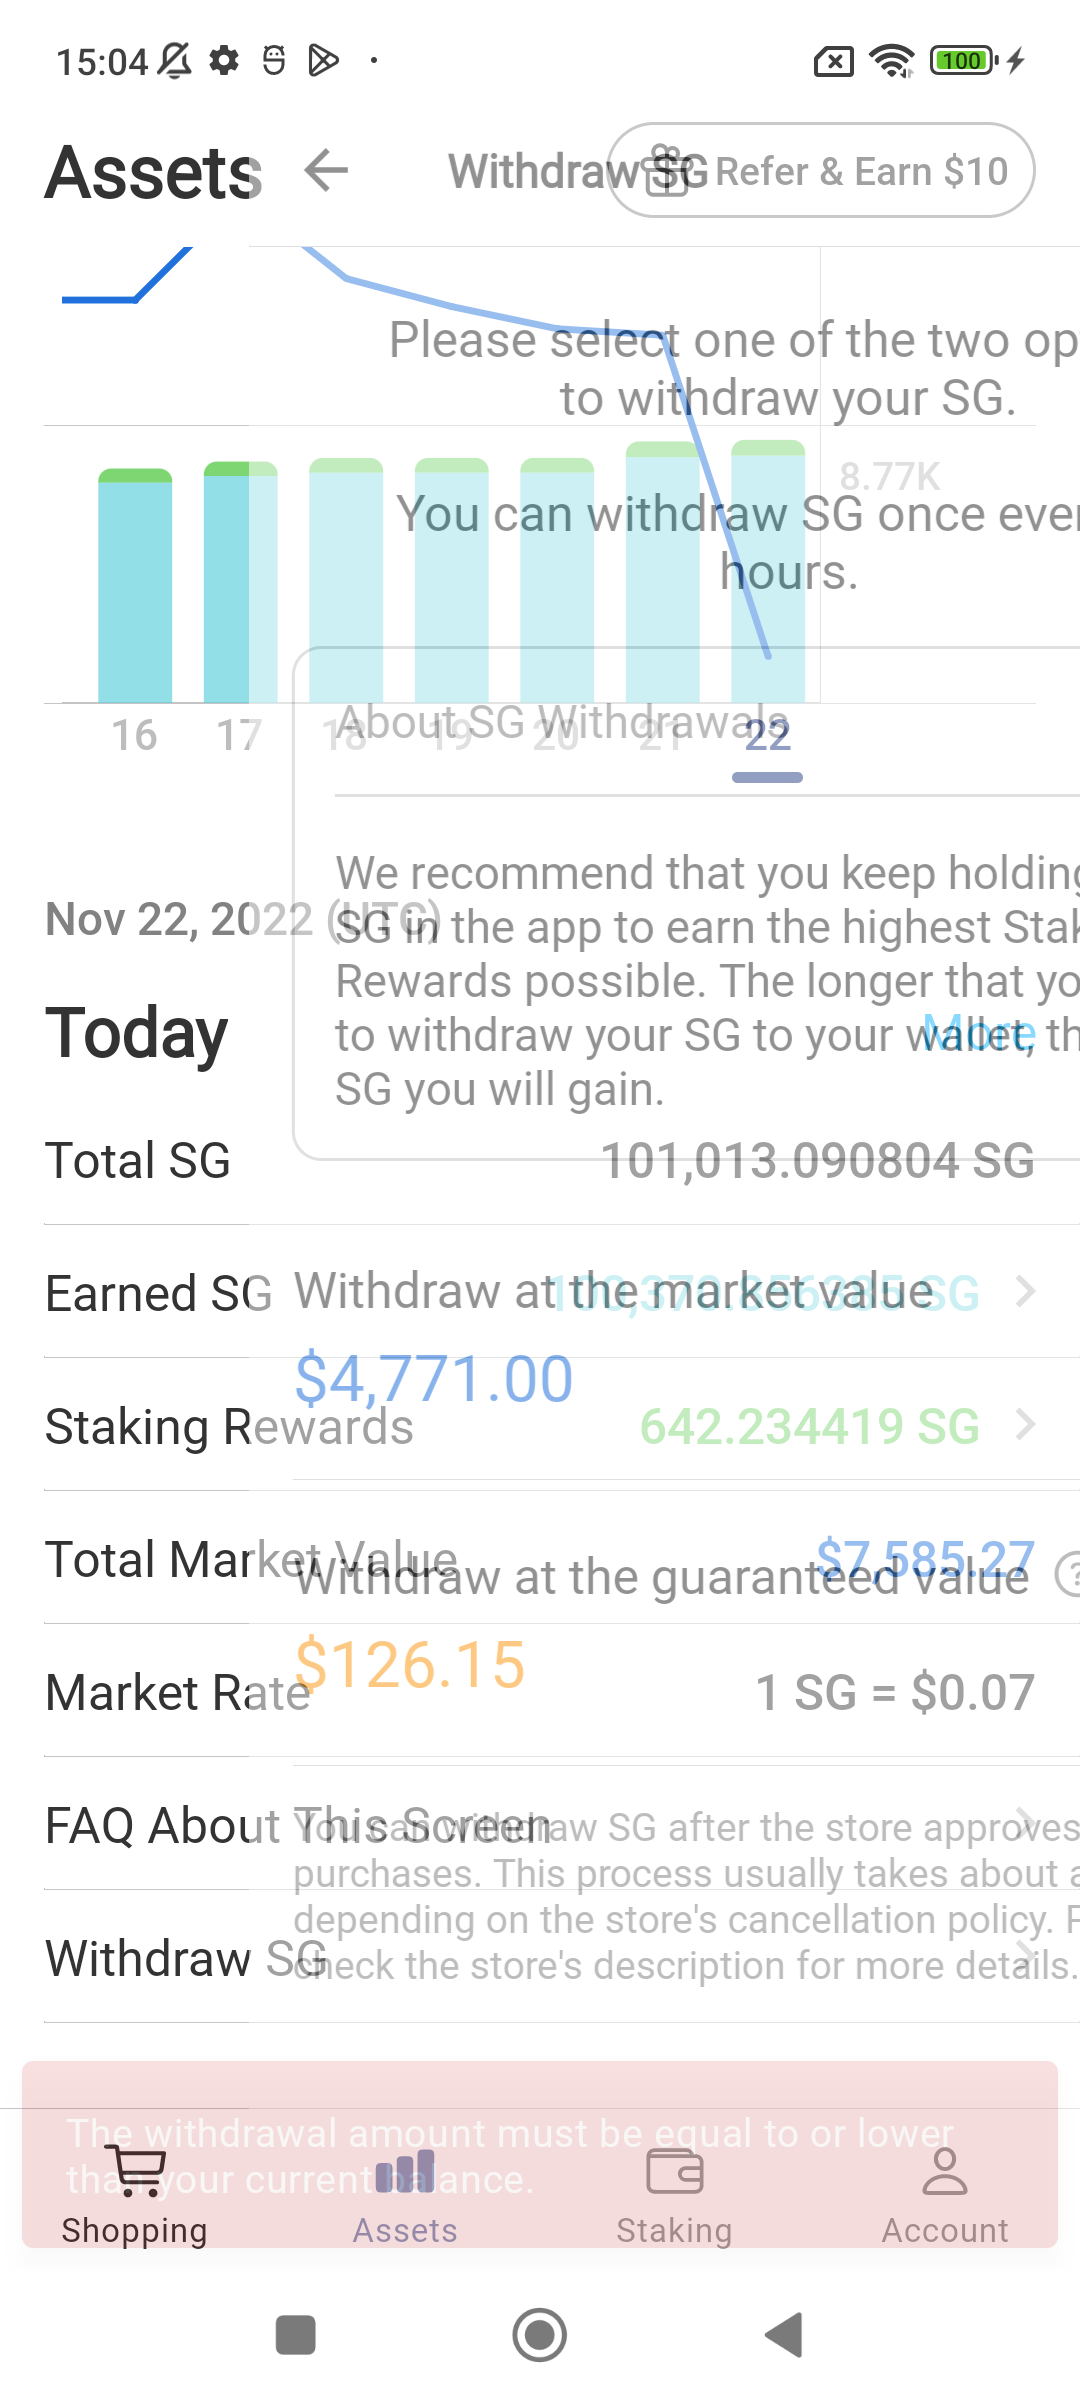 15:04
100
Assets
Withdraw SG
Refer & Earn $10
Please select one of the two op
to withdraw your SG.
8.77K
You can withdraw SG once ever
hours.
16 17 18 19 20 21 22
About SG Withdrawals
We recommend that you keep holding
Nov 22, 2022 (UTC)
SG in the app to earn the highest Stak
Rewards possible. The longer that yo
Today
More
to withdraw your SG to your wallet, th
SG you will gain.
Total SG
101,013.090804 SG
Earned SG
Withdraw at the market value
SG
$4,771.00
Staking Rewards
642.234419 SG
Total Market Value
$7,585.27
Withdraw at the guaranteed value
?
$126.15
Market Rate
1 SG = $0.07
FAQ About This Screen
You can withdraw SG after the store approves
purchases. This process usually takes about a
depending on the store's cancellation policy. P
Withdraw SG
check the store's description for more details.
The withdrawal amount must be equal to or lower
than your current balance.
Shopping
Assets
Staking
Account